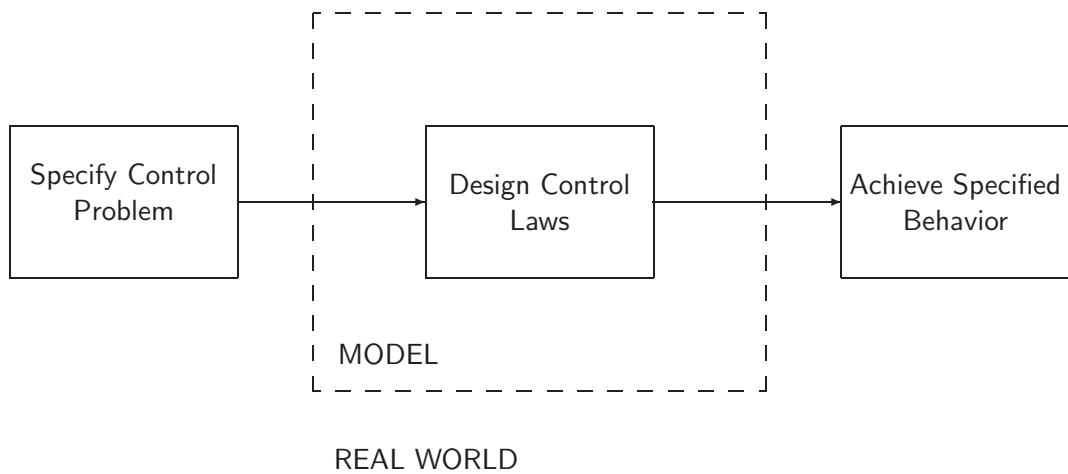 Specify Control
Problem
Design Control
Laws
Achieve Specified
Behavior
MODEL
REAL WORLD